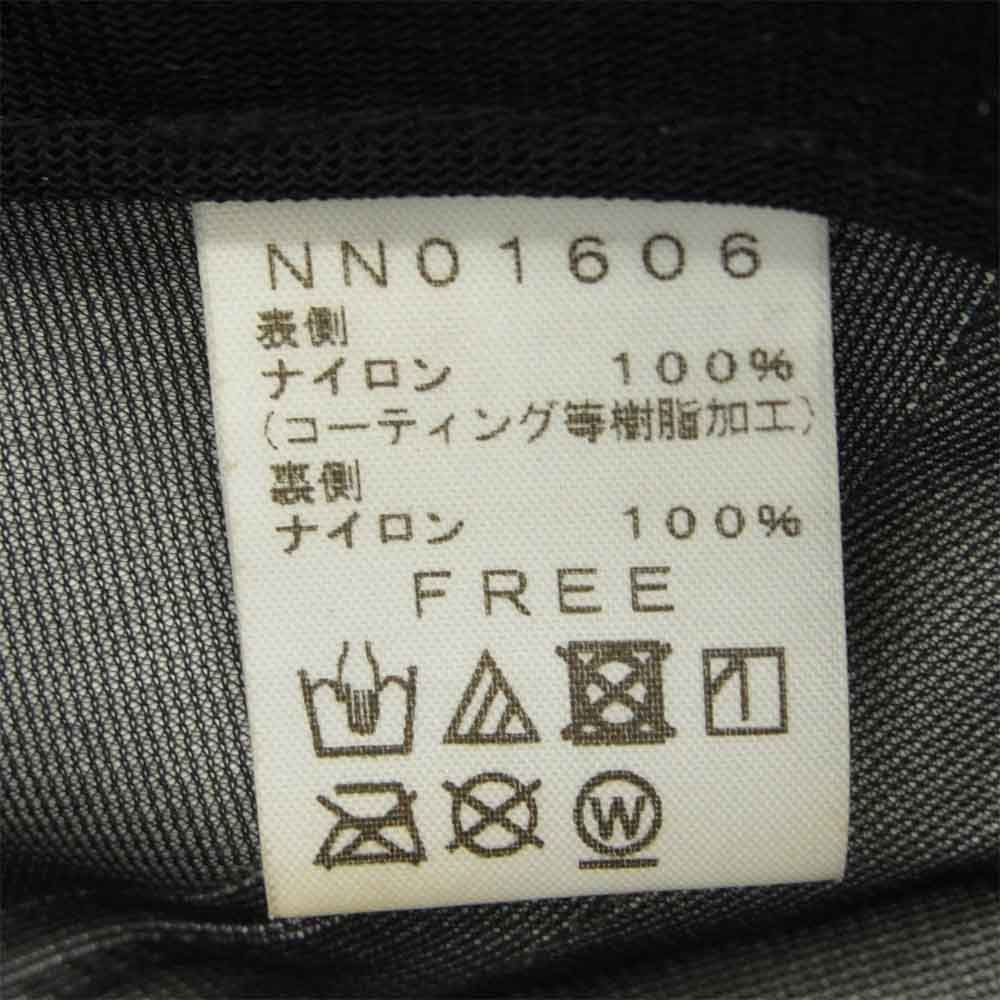 NN01606
表側
ナイロン 100%
(コーティング等樹脂加工)
裏側
ナイロン 100%
FREE
W